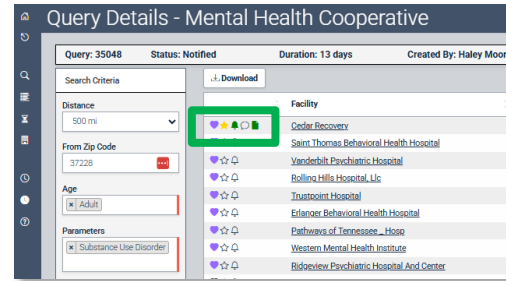 Query Details - Mental Health Cooperative
Query: 35048 Status: Notified Duration: 13 days Created By: Haley Moor
Search Criteria
Download
Distance
500 mi
From Zip Code
37228
Age
× Adult
Parameters
× Substance Use Disorder
Facility
Cedar Recovery
Saint Thomas Behavioral Health Hospital
Vanderbilt Psychiatric Hospital
Rolling Hills Hospital, Llc
Trustpoint Hospital
Erlanger Behavioral Health Hospital
Pathways of Tennessee _ Hosp
Western Mental Health Institute
Ridgeview Psychiatric Hospital And Center